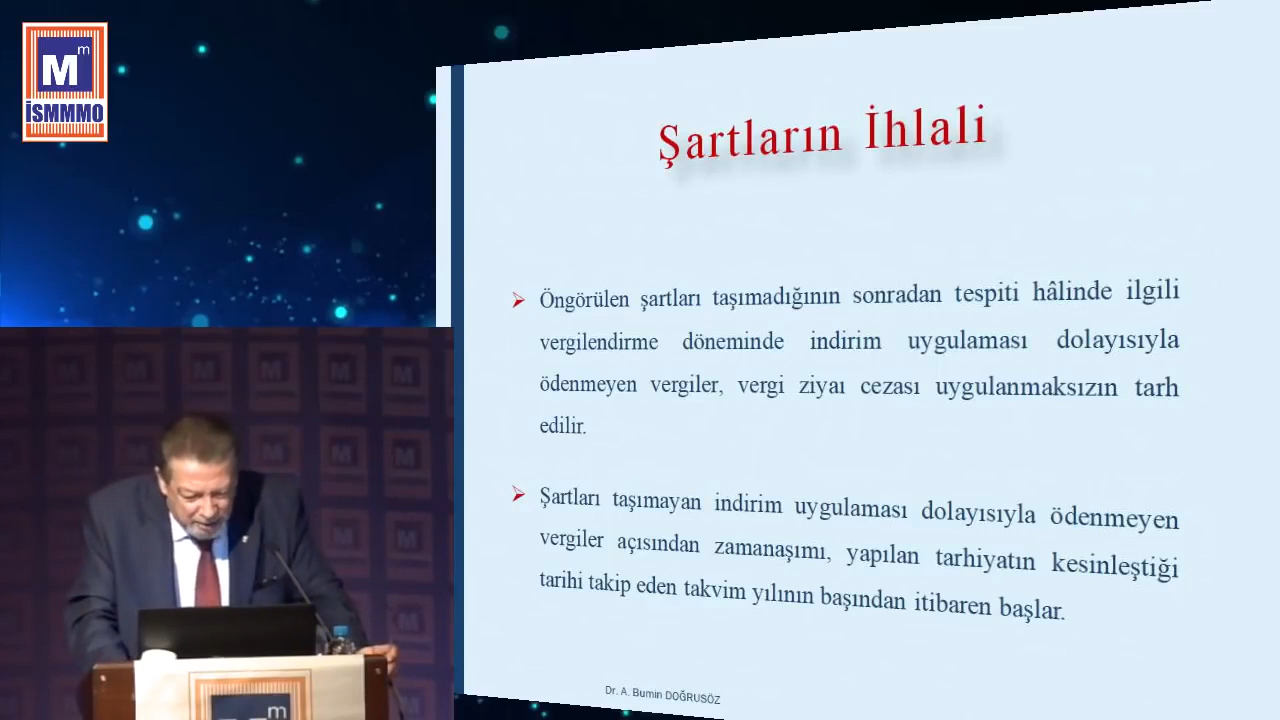 M
m
İSMMMO
Şartların İhlali
Öngörülen şartları taşımadığının sonradan tespiti hâlinde ilgili
vergilendirme döneminde indirim uygulaması dolayısıyla
ödenmeyen vergiler, vergi ziyaı cezası uygulanmaksızın tarh
edilir.
Şartları taşımayan indirim uygulaması dolayısıyla ödenmeyen
vergiler açısından zamanaşımı, yapılan tarhiyatın kesinleştiği
tarihi takip eden takvim yılının başından itibaren başlar.
Dr. A. Bumin DOĞRUSÖZ
M
m